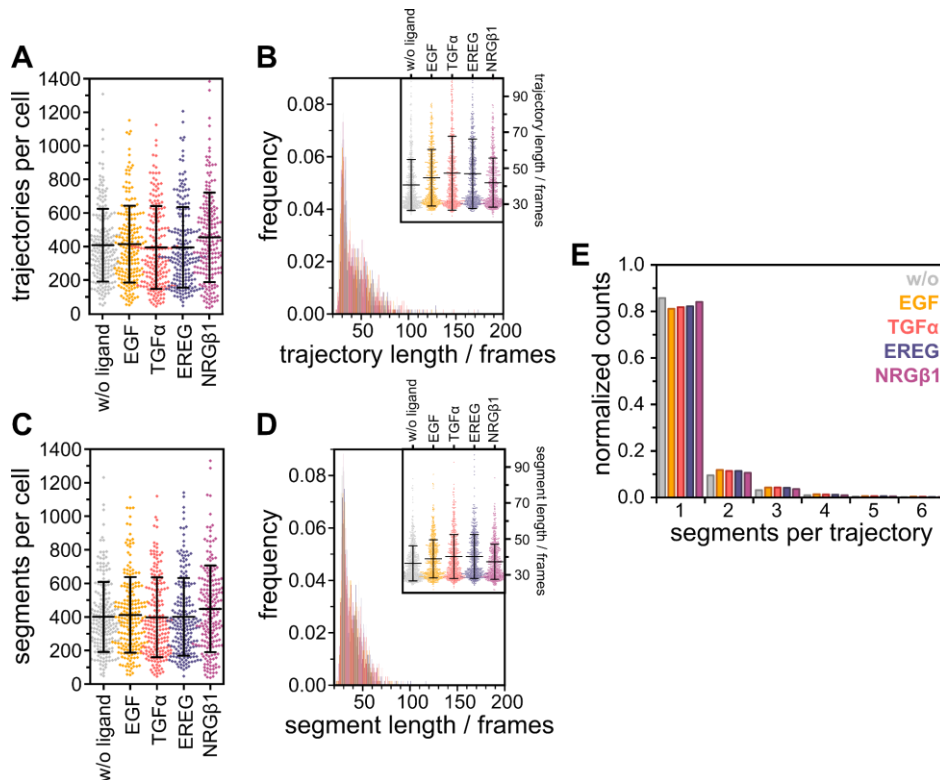 A
trajectories per cell
1400
1200
1000
800
600
400
200
0
w/o ligand
EGF
TGFα
EREG
NRGβ1
B
frequency
0.08
0.06
0.04
0.02
0.00
50
100
150
200
trajectory length / frames
w/o ligand
EGF
TGFα
EREG
NRGβ1
90
70
50
30
trajectory length / frames
C
segments per cell
1400
1200
1000
800
600
400
200
0
w/o ligand
EGF
TGFα
EREG
NRGβ1
D
frequency
0.08
0.06
0.04
0.02
0.00
50
100
150
200
segment length / frames
w/o ligand
EGF
TGFα
EREG
NRGβ1
90
70
50
30
segment length / frames
E
normalized counts
1.0
0.8
0.6
0.4
0.2
0.0
1 2 3 4 5 6
segments per trajectory
w/o
EGF
TGFα
EREG
NRGβ1